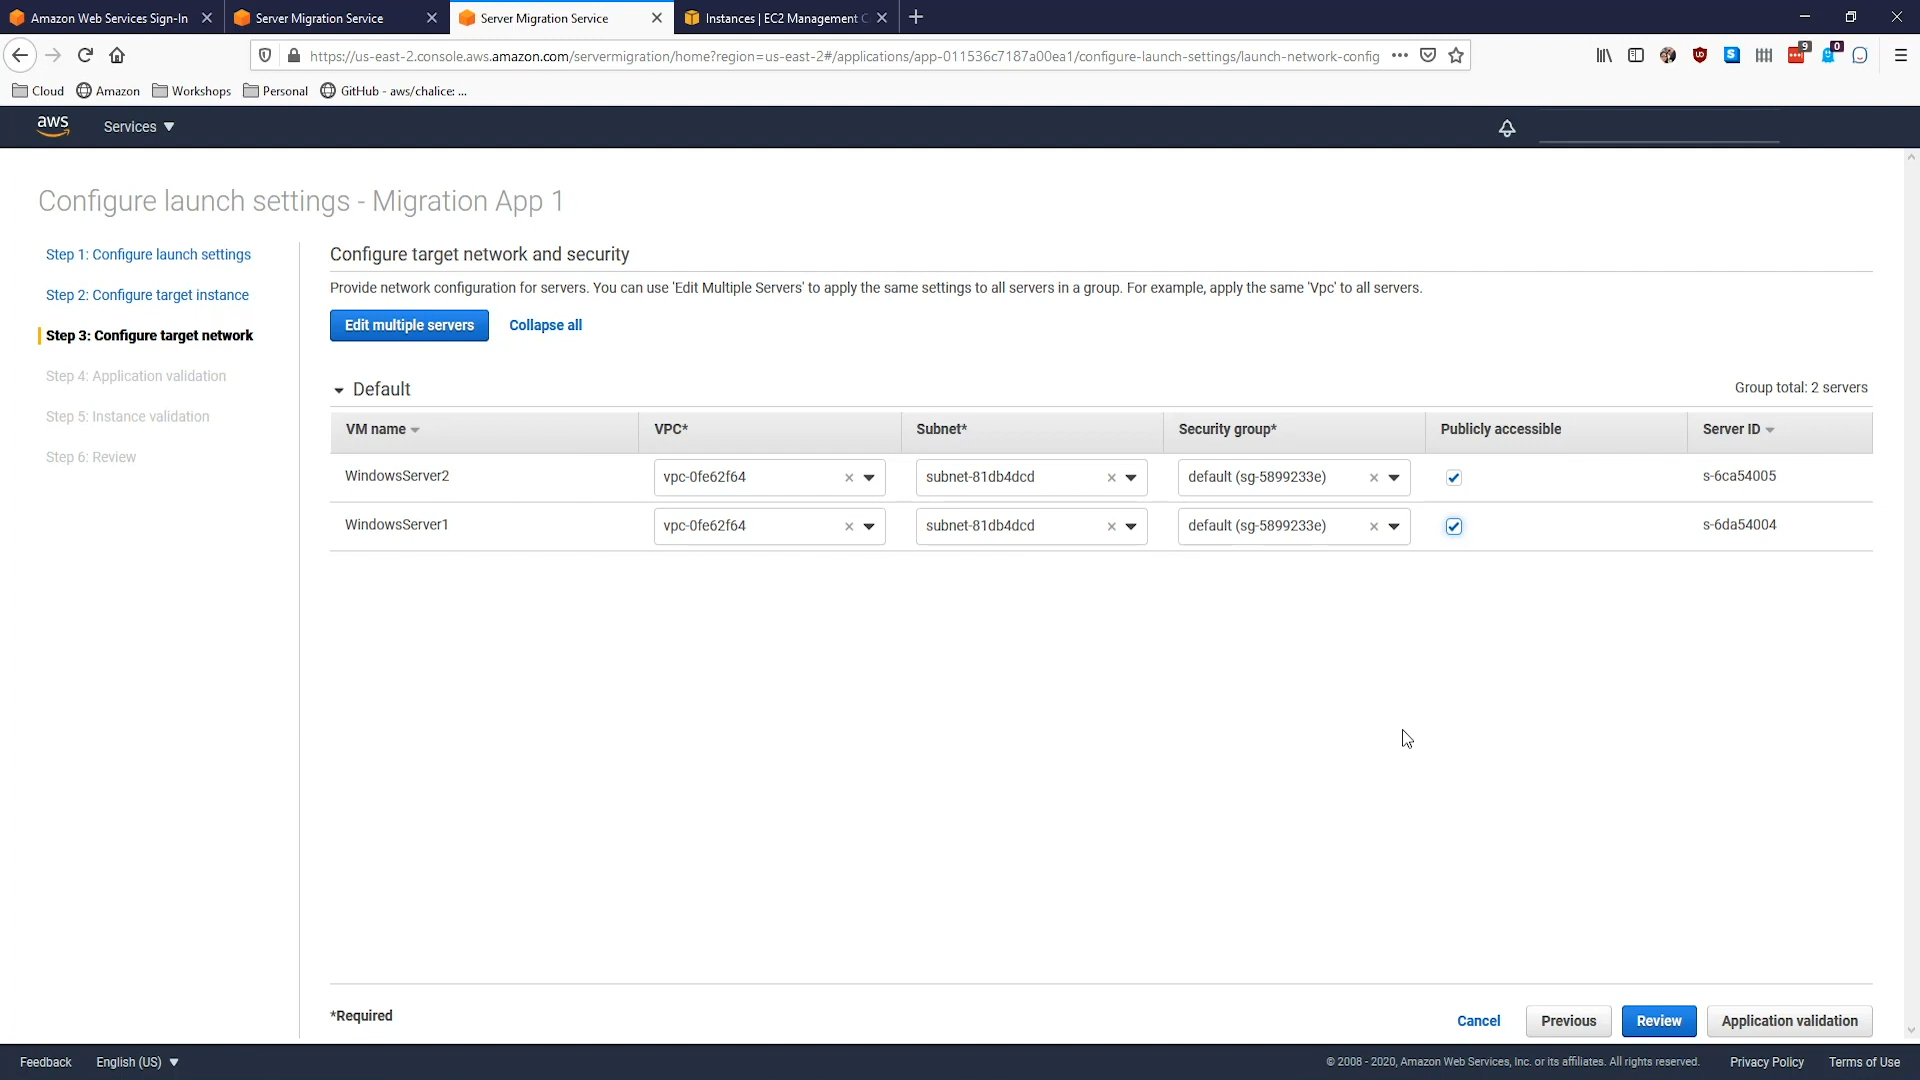 Amazon Web Services Sign-In
Server Migration Service
Server Migration Service
Instances | EC2 Management C
https://us-east-2.console.aws.amazon.com/servermigration/home?region=us-east-2#/applications/app-011536c7187a00ea1/configure-launch-settings/launch-network-config
9
0
Cloud
Amazon
Workshops
Personal
GitHub - aws/chalice: ...
aws
Services
Configure launch settings - Migration App 1
Step 1: Configure launch settings
Step 2: Configure target instance
Step 3: Configure target network
Step 4: Application validation
Step 5: Instance validation
Step 6: Review
Configure target network and security
Provide network configuration for servers. You can use 'Edit Multiple Servers' to apply the same settings to all servers in a group. For example, apply the same 'Vpc' to all servers.
Edit multiple servers
Collapse all
Default
Group total: 2 servers
VM name VPC* Subnet* Security group* Publicly accessible Server ID
WindowsServer2 vpc-0fe62f64 subnet-81db4dcd default (sg-5899233e) s-6ca54005
WindowsServer1 vpc-0fe62f64 subnet-81db4dcd default (sg-5899233e) s-6da54004
*Required
Cancel
Previous
Review
Application validation
Feedback
English (US)
© 2008 - 2020, Amazon Web Services, Inc. or its affiliates. All rights reserved.
Privacy Policy
Terms of Use